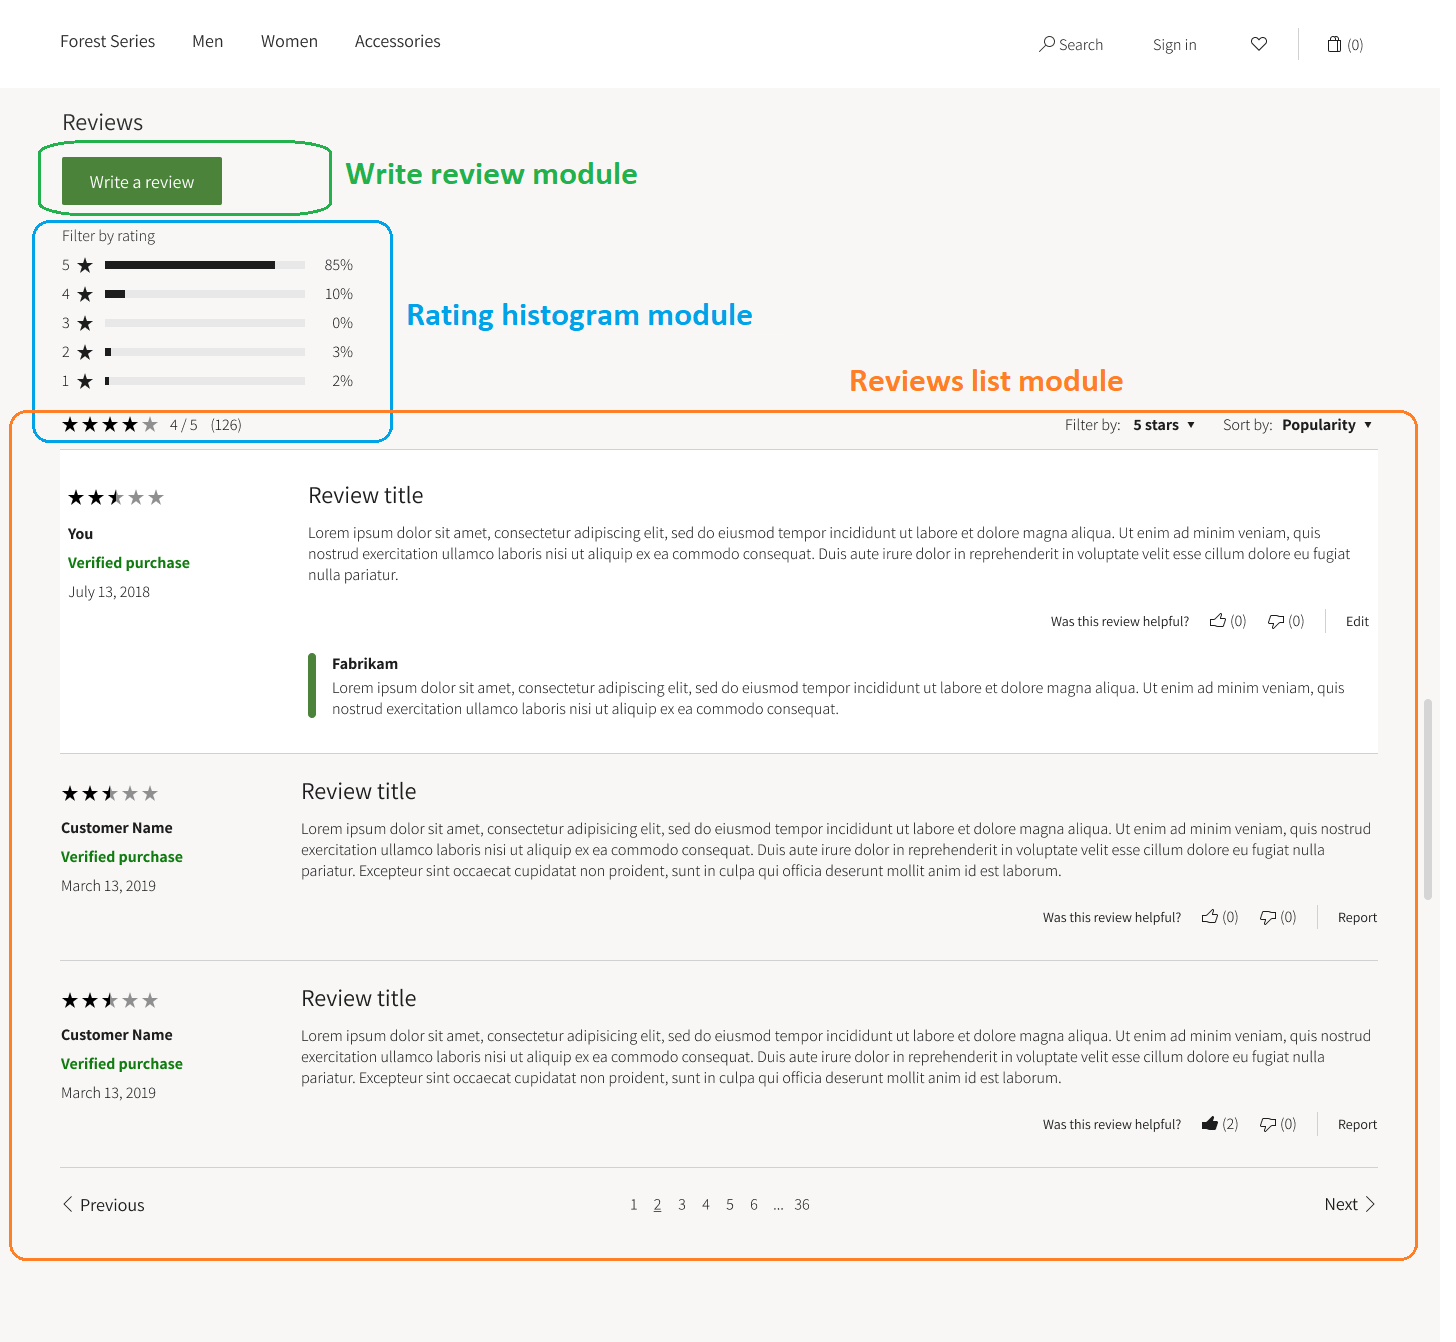 Forest Series Men Women Accessories Search Sign in (0)
Reviews
Write a review
Write review module
Filter by rating
5 85%
4 10%
3 0%
2 3%
1 2%
Rating histogram module
Reviews list module
4 / 5 (126) Filter by: 5 stars Sort by: Popularity
Review title
You
Verified purchase
July 13, 2018
Lorem ipsum dolor sit amet, consectetur adipiscing elit, sed do eiusmod tempor incididunt ut labore et dolore magna aliqua. Ut enim ad minim veniam, quis
nostrud exercitation ullamco laboris nisi ut aliquip ex ea commodo consequat. Duis aute irure dolor in reprehenderit in voluptate velit esse cillum dolore eu fugiat
nulla pariatur.
Was this review helpful? (0) (0) Edit
Fabrikam
Lorem ipsum dolor sit amet, consectetur adipiscing elit, sed do eiusmod tempor incididunt ut labore et dolore magna aliqua. Ut enim ad minim veniam, quis
nostrud exercitation ullamco laboris nisi ut aliquip ex ea commodo consequat.
Review title
Customer Name
Verified purchase
March 13, 2019
Lorem ipsum dolor sit amet, consectetur adipisicing elit, sed do eiusmod tempor incididunt ut labore et dolore magna aliqua. Ut enim ad minim veniam, quis nostrud
exercitation ullamco laboris nisi ut aliquip ex ea commodo consequat. Duis aute irure dolor in reprehenderit in voluptate velit esse cillum dolore eu fugiat nulla
pariatur. Excepteur sint occaecat cupidatat non proident, sunt in culpa qui officia deserunt mollit anim id est laborum.
Was this review helpful? (0) (0) Report
Review title
Customer Name
Verified purchase
March 13, 2019
Lorem ipsum dolor sit amet, consectetur adipisicing elit, sed do eiusmod tempor incididunt ut labore et dolore magna aliqua. Ut enim ad minim veniam, quis nostrud
exercitation ullamco laboris nisi ut aliquip ex ea commodo consequat. Duis aute irure dolor in reprehenderit in voluptate velit esse cillum dolore eu fugiat nulla
pariatur. Excepteur sint occaecat cupidatat non proident, sunt in culpa qui officia deserunt mollit anim id est laborum.
Was this review helpful? (2) (0) Report
Previous 1 2 3 4 5 6 ... 36 Next